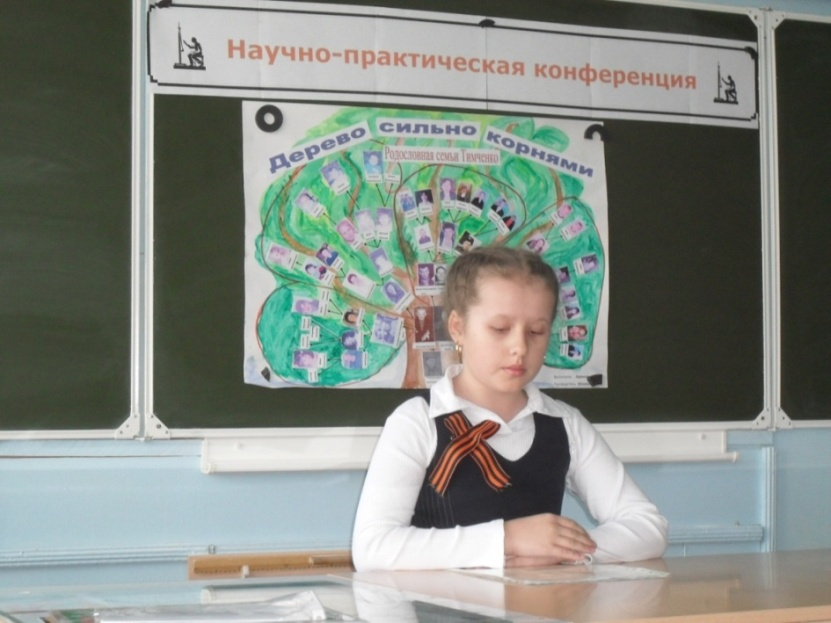 Научно-практическая конференция
Дерево сильно корнями
Родословная семьи Тимченко